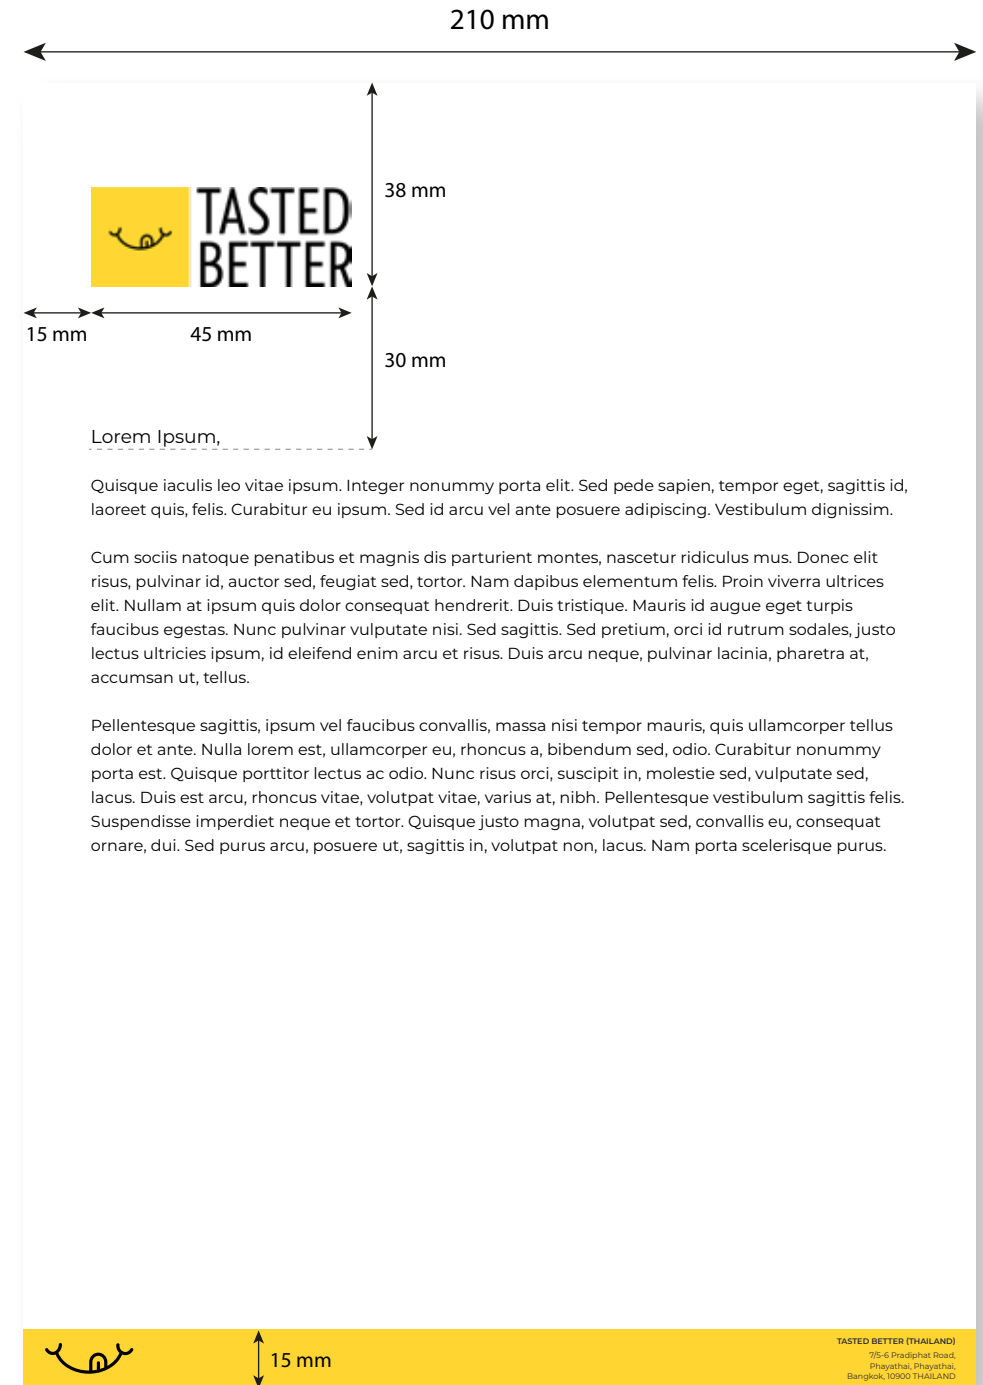 210 mm
38 mm
TASTED
BETTER
15 mm
45 mm
30 mm
Lorem Ipsum,
Quisque iaculis leo vitae ipsum. Integer nonummy porta elit. Sed pede sapien, tempor eget, sagittis id,
laoreet quis, felis. Curabitur eu ipsum. Sed id arcu vel ante posuere adipiscing. Vestibulum dignissim.
Cum sociis natoque penatibus et magnis dis parturient montes, nascetur ridiculus mus. Donec elit
risus, pulvinar id, auctor sed, feugiat sed, tortor. Nam dapibus elementum felis. Proin viverra ultrices
elit. Nullam at ipsum quis dolor consequat hendrerit. Duis tristique. Mauris id augue eget turpis
faucibus egestas. Nunc pulvinar vulputate nisi. Sed sagittis. Sed pretium, orci id rutrum sodales, justo
lectus ultricies ipsum, id eleifend enim arcu et risus. Duis arcu neque, pulvinar lacinia, pharetra at,
accumsan ut, tellus.
Pellentesque sagittis, ipsum vel faucibus convallis, massa nisi tempor mauris, quis ullamcorper tellus
dolor et ante. Nulla lorem est, ullamcorper eu, rhoncus a, bibendum sed, odio. Curabitur nonummy
porta est. Quisque porttitor lectus ac odio. Nunc risus orci, suscipit in, molestie sed, vulputate sed,
lacus. Duis est arcu, rhoncus vitae, volutpat vitae, varius at, nibh. Pellentesque vestibulum sagittis felis.
Suspendisse imperdiet neque et tortor. Quisque justo magna, volutpat sed, convallis eu, consequat
ornare, dui. Sed purus arcu, posuere ut, sagittis in, volutpat non, lacus. Nam porta scelerisque purus.
15 mm
TASTED BETTER (THAILAND)
7/5-6 Pradiphat Road,
Phayathai, Phayathai,
Bangkok, 10900 THAILAND